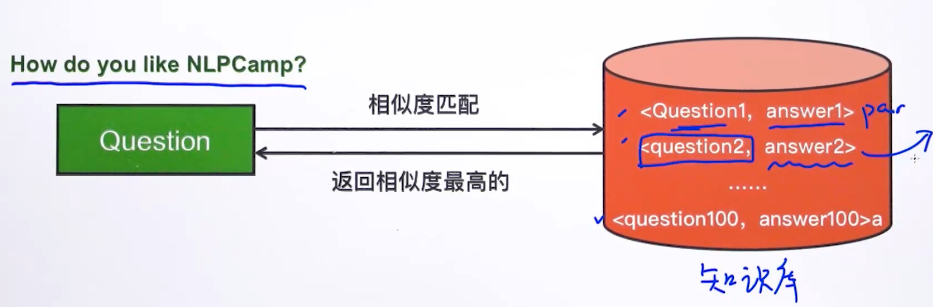 How do you like NLPCamp?
Question
相似度匹配
返回相似度最高的
<Question1, answer1> pair
<question2, answer2>
......
<question100, answer100>a
知识库